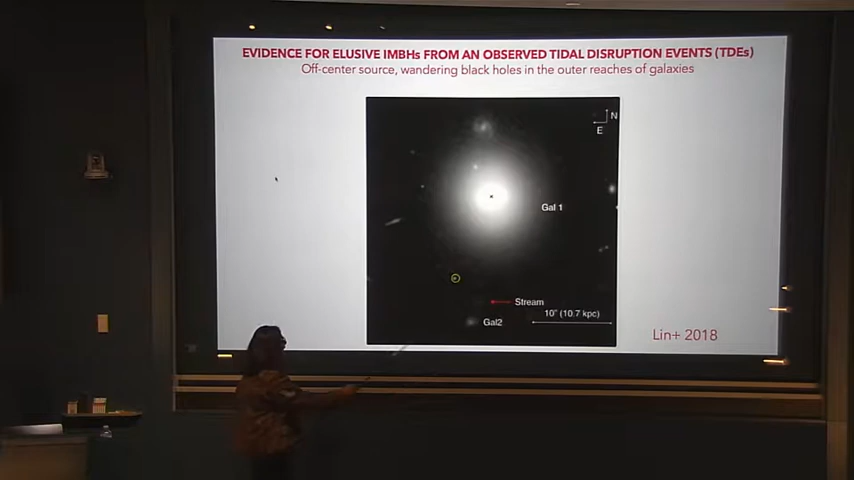 EVIDENCE FOR ELUSIVE IMBHs FROM AN OBSERVED TIDAL DISRUPTION EVENTS (TDEs)
Off-center source, wandering black holes in the outer reaches of galaxies
N
E
Gal 1
Stream
10" (10.7 kpc)
Gal2
Lin+ 2018